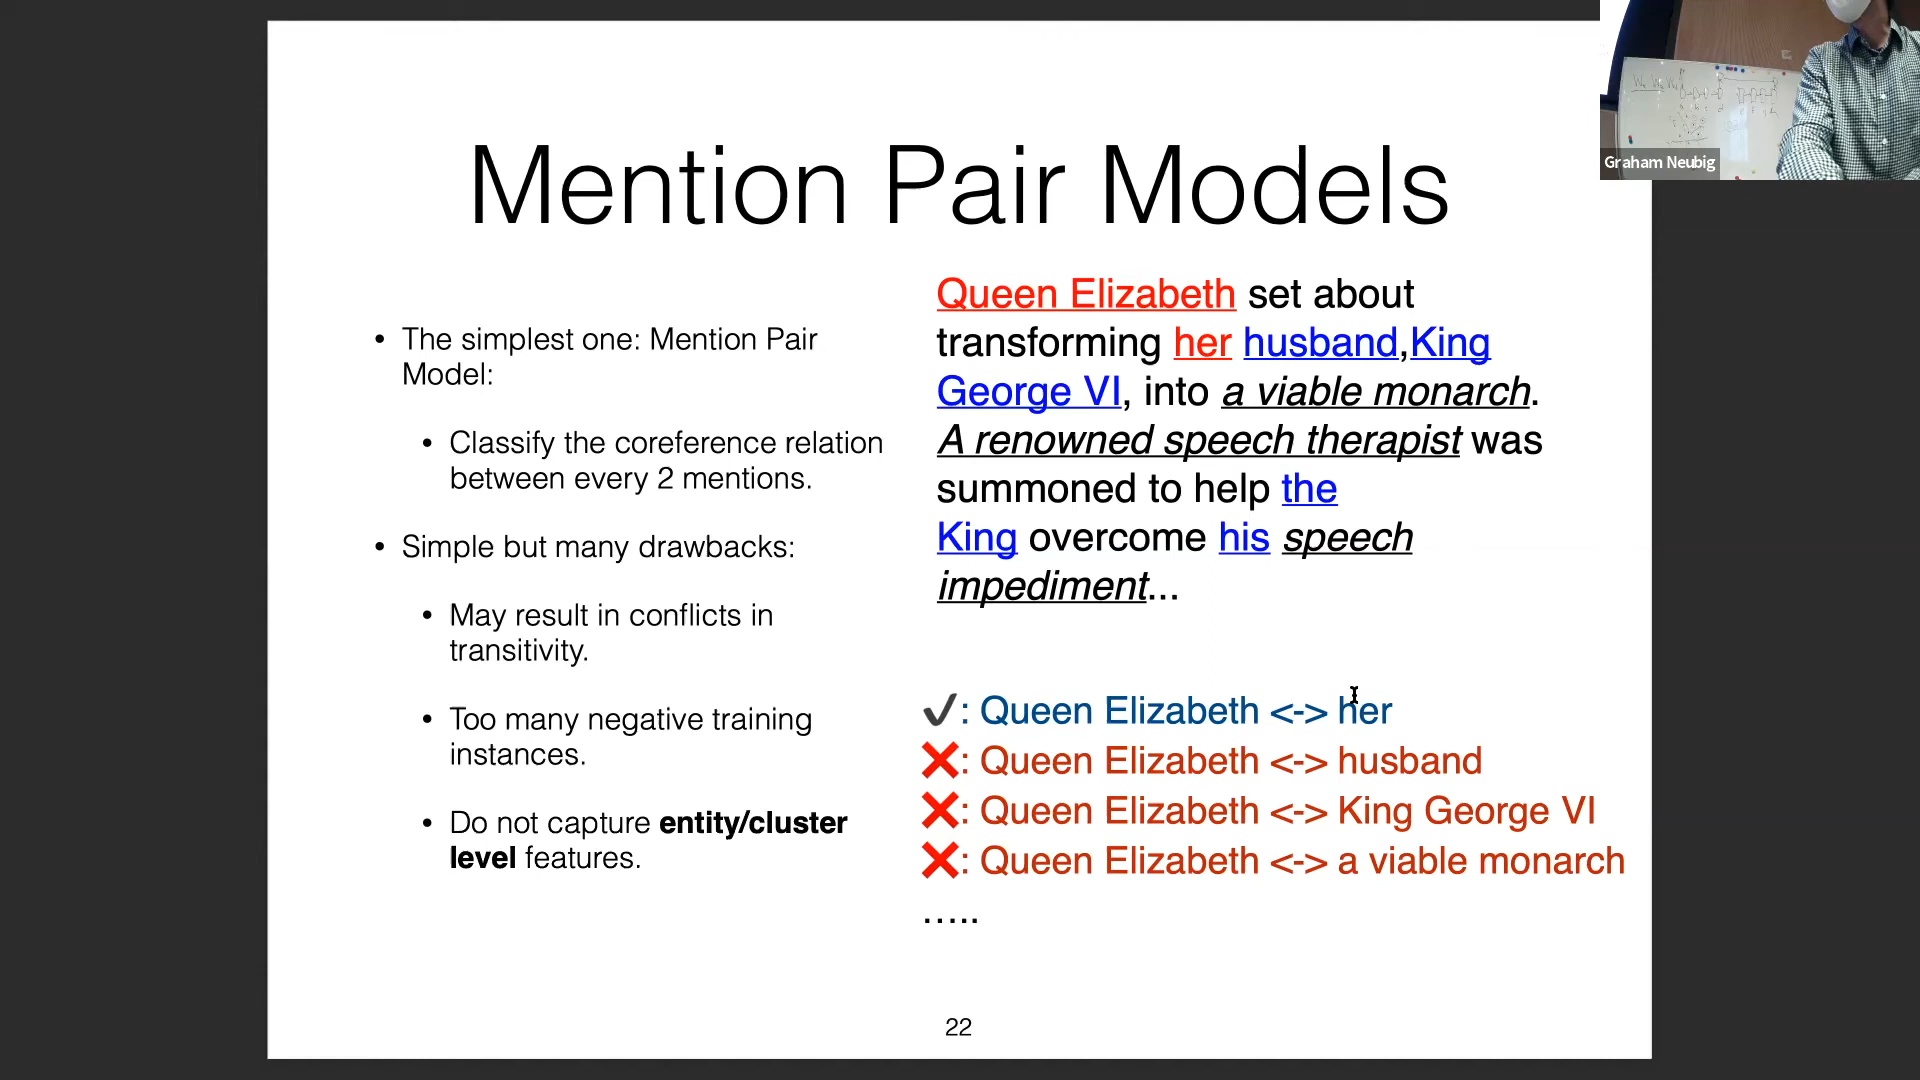 Mention Pair Models
• The simplest one: Mention Pair
Model:
• Classify the coreference relation
between every 2 mentions.
• Simple but many drawbacks:
• May result in conflicts in
transitivity.
• Too many negative training
instances.
• Do not capture entity/cluster
level features.
Queen Elizabeth set about
transforming her husband,King
George VI, into a viable monarch.
A renowned speech therapist was
summoned to help the
King overcome his speech
impediment...
✔: Queen Elizabeth <-> her
❌: Queen Elizabeth <-> husband
❌: Queen Elizabeth <-> King George VI
❌: Queen Elizabeth <-> a viable monarch
.....
22
Graham Neubig